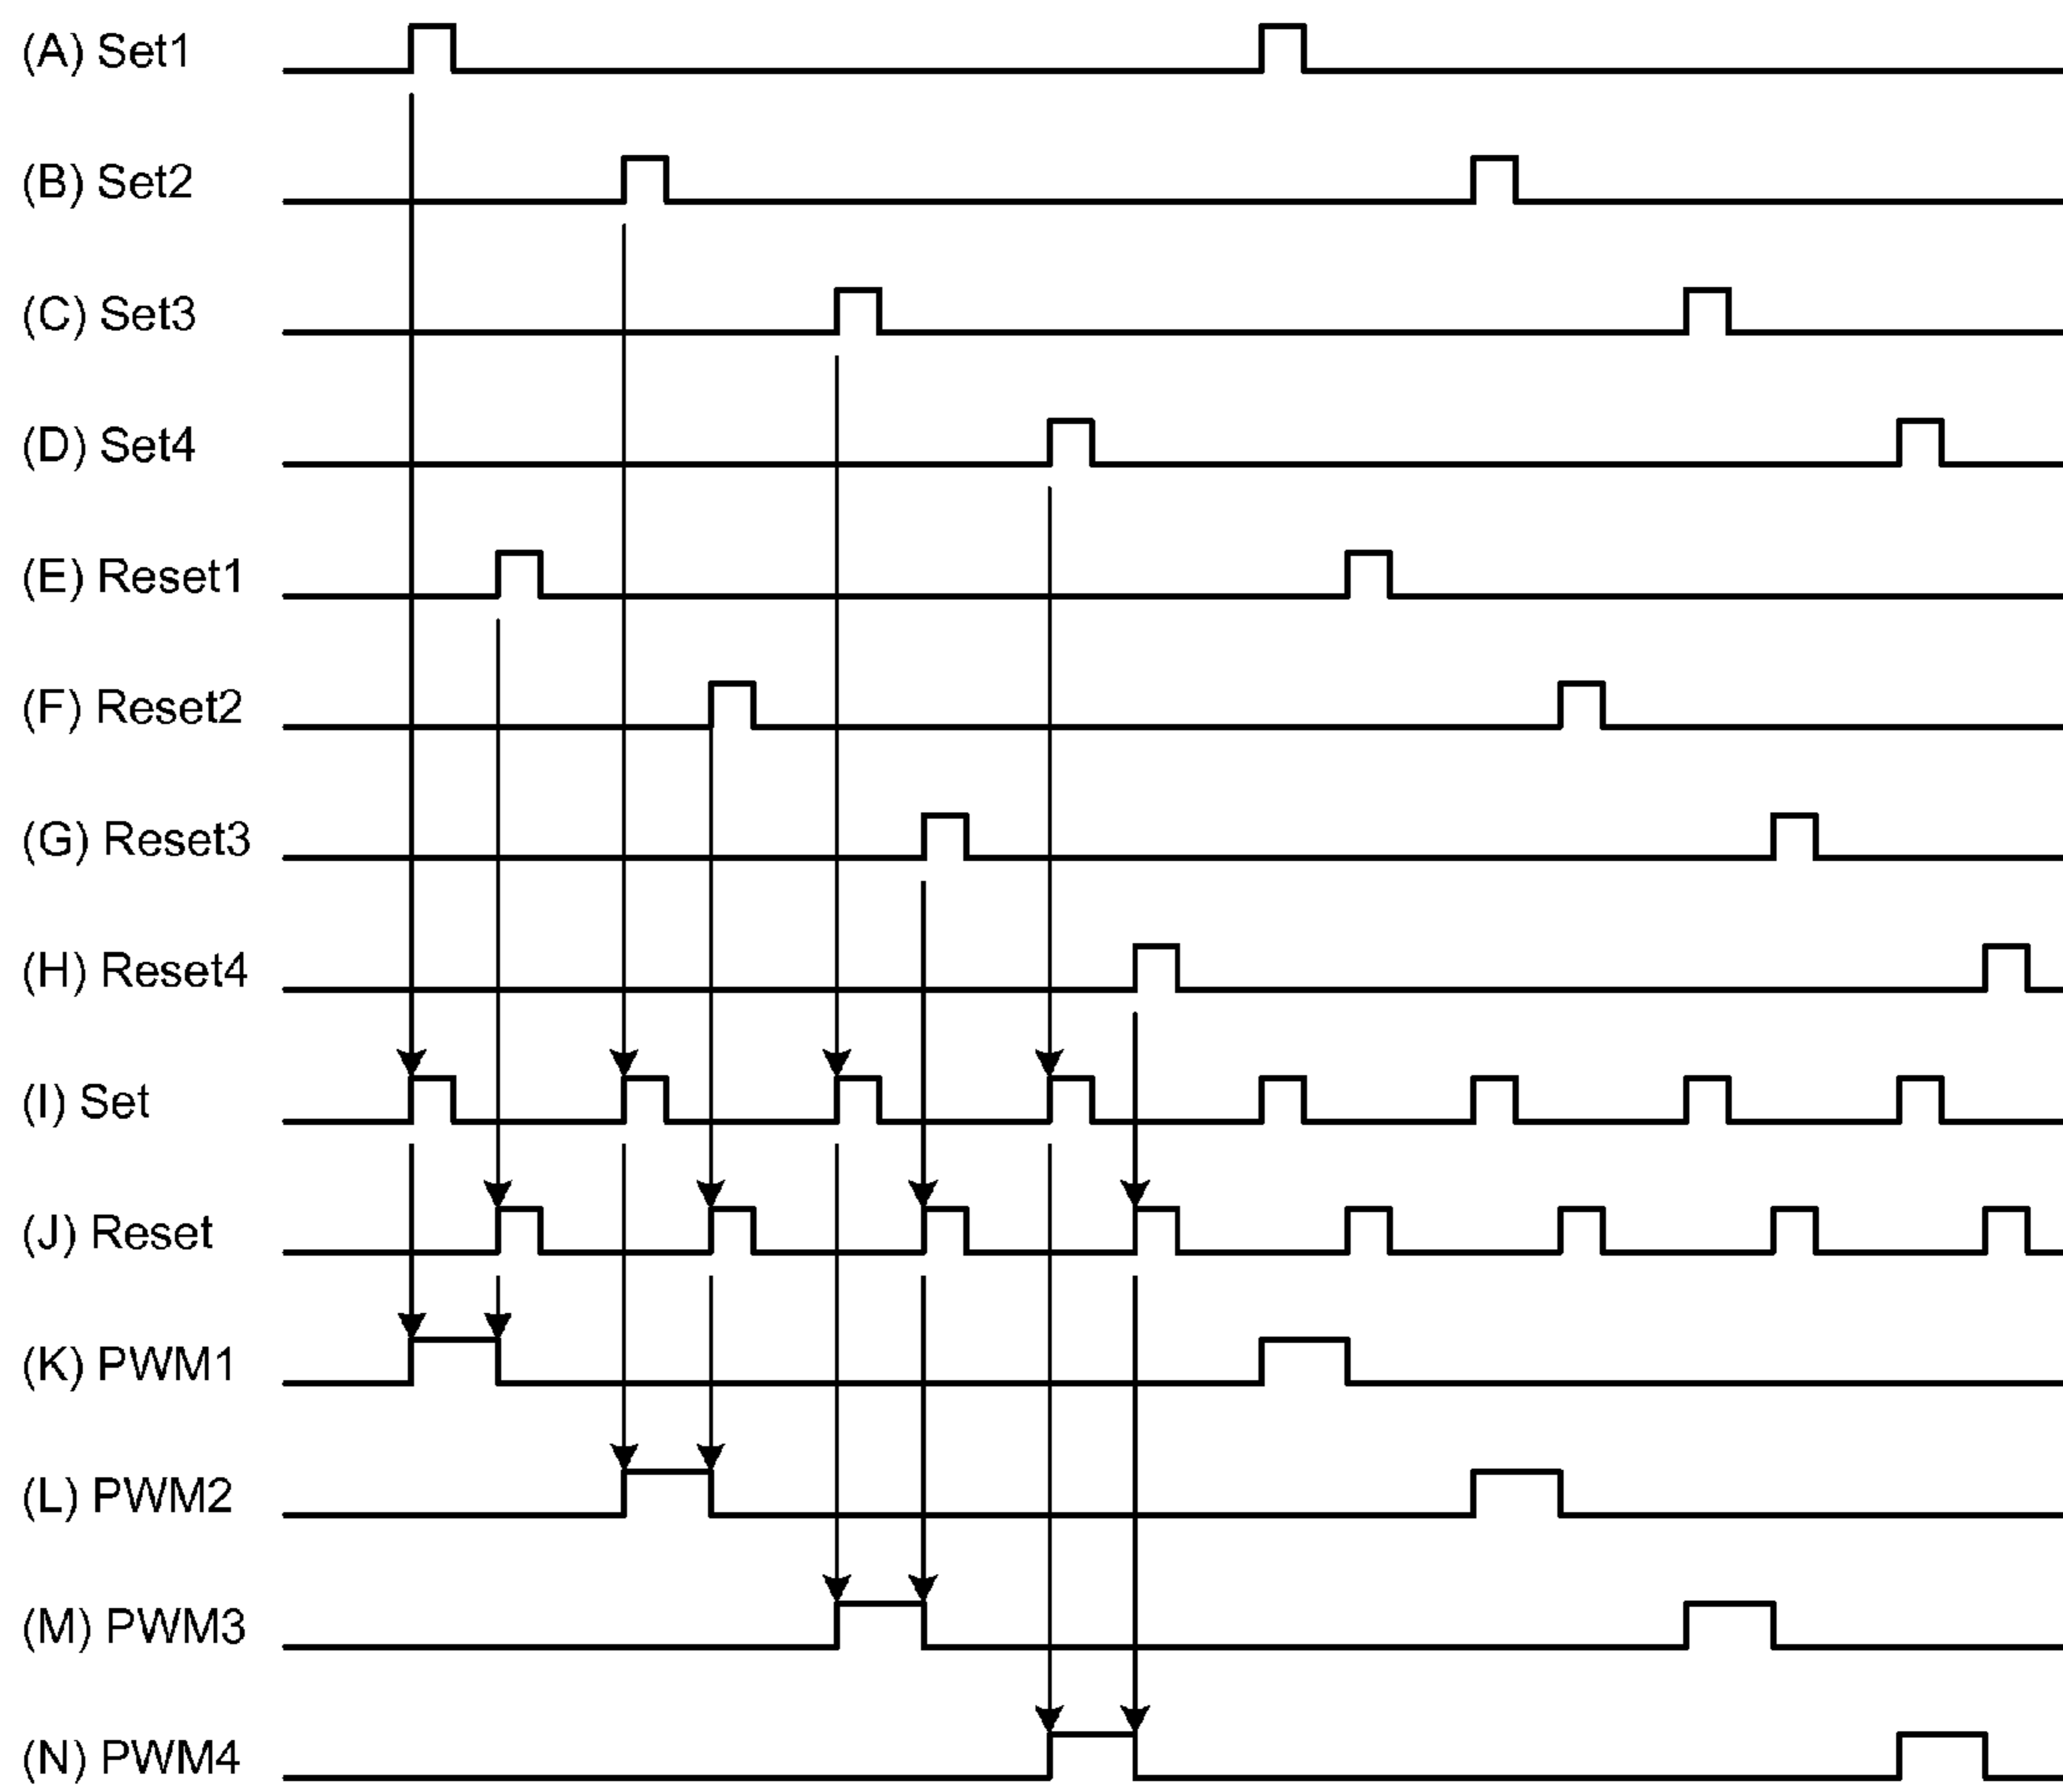 (A) Set1
(B) Set2
(C) Set3
(D) Set4
(E) Reset1
(F) Reset2
(G) Reset3
(H) Reset4
(I) Set
(J) Reset
(K) PWM1
(L) PWM2
(M) PWM3
(N) PWM4